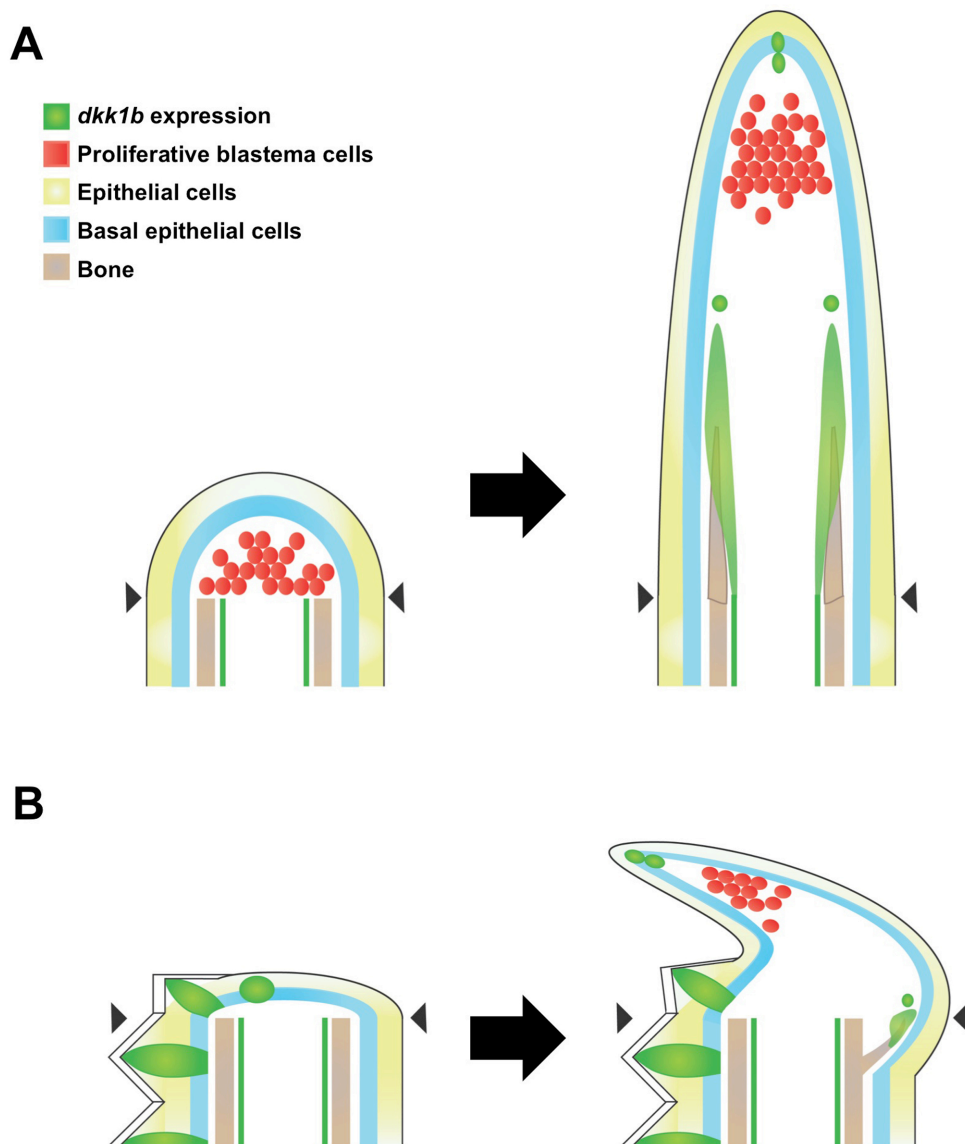 A
dkk1b expression
Proliferative blastema cells
Epithelial cells
Basal epithelial cells
Bone
B